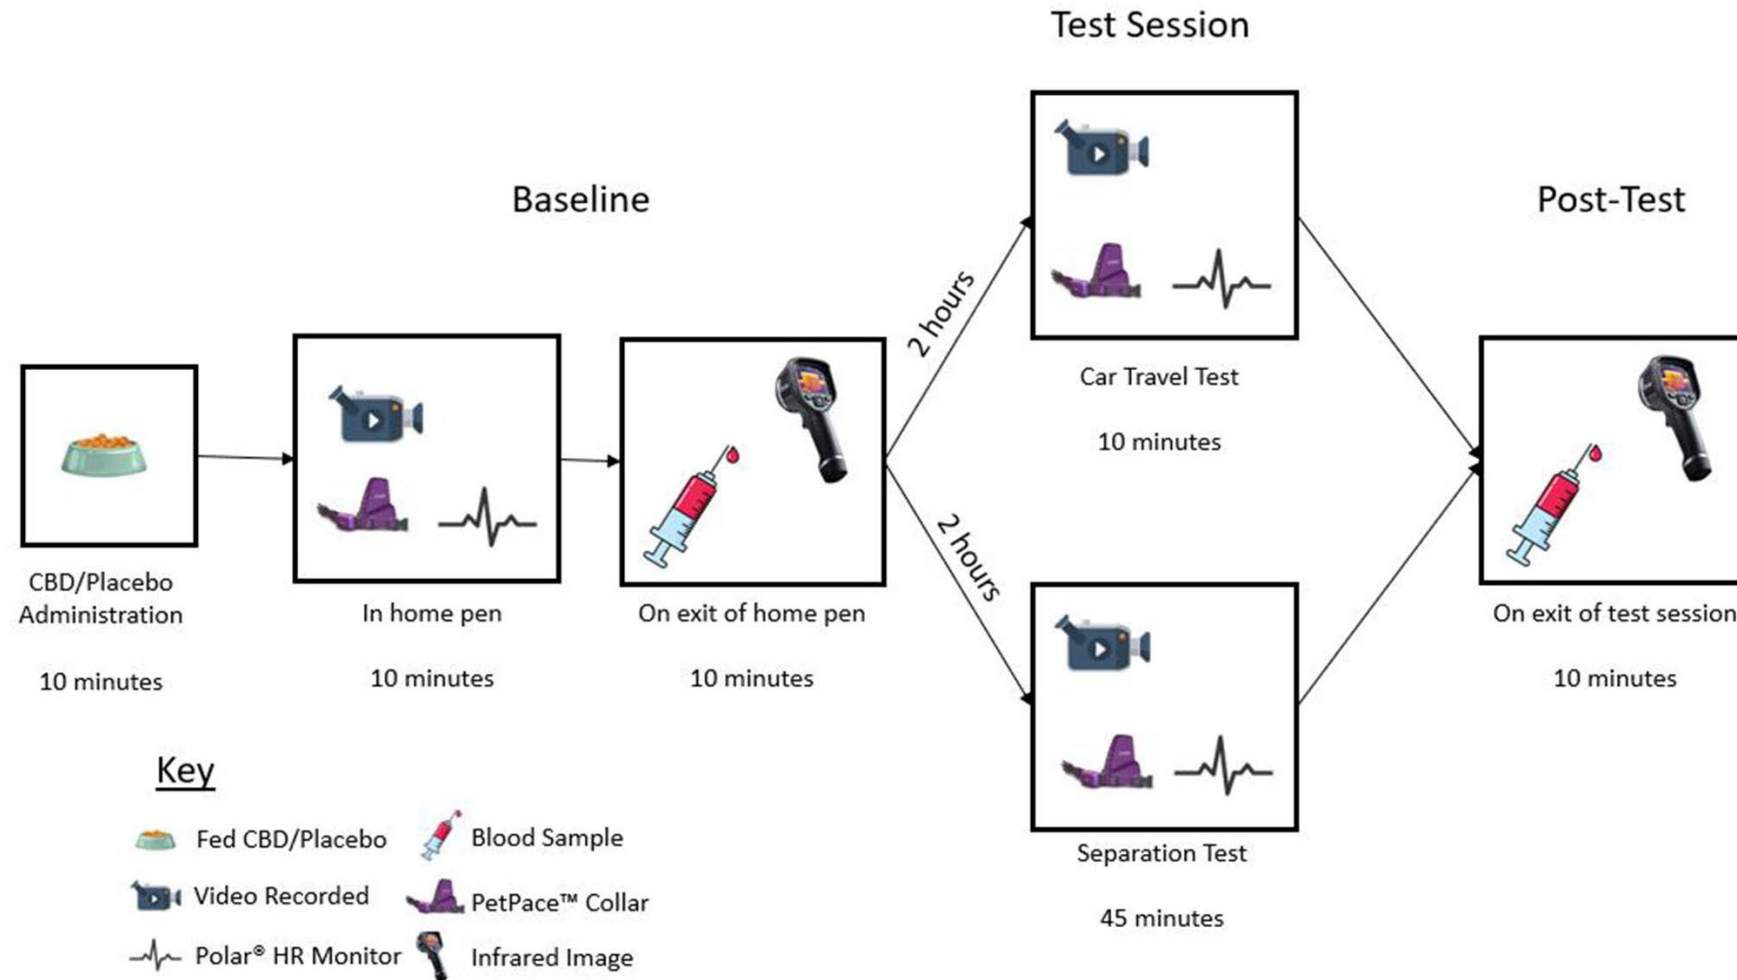 Test Session
Baseline
Post-Test
2 hours
2 hours
CBD/Placebo
Administration
10 minutes
In home pen
10 minutes
On exit of home pen
10 minutes
Car Travel Test
10 minutes
Separation Test
45 minutes
On exit of test session
10 minutes
Key
Fed CBD/Placebo
Blood Sample
Video Recorded
PetPace™ Collar
Polar® HR Monitor
Infrared Image